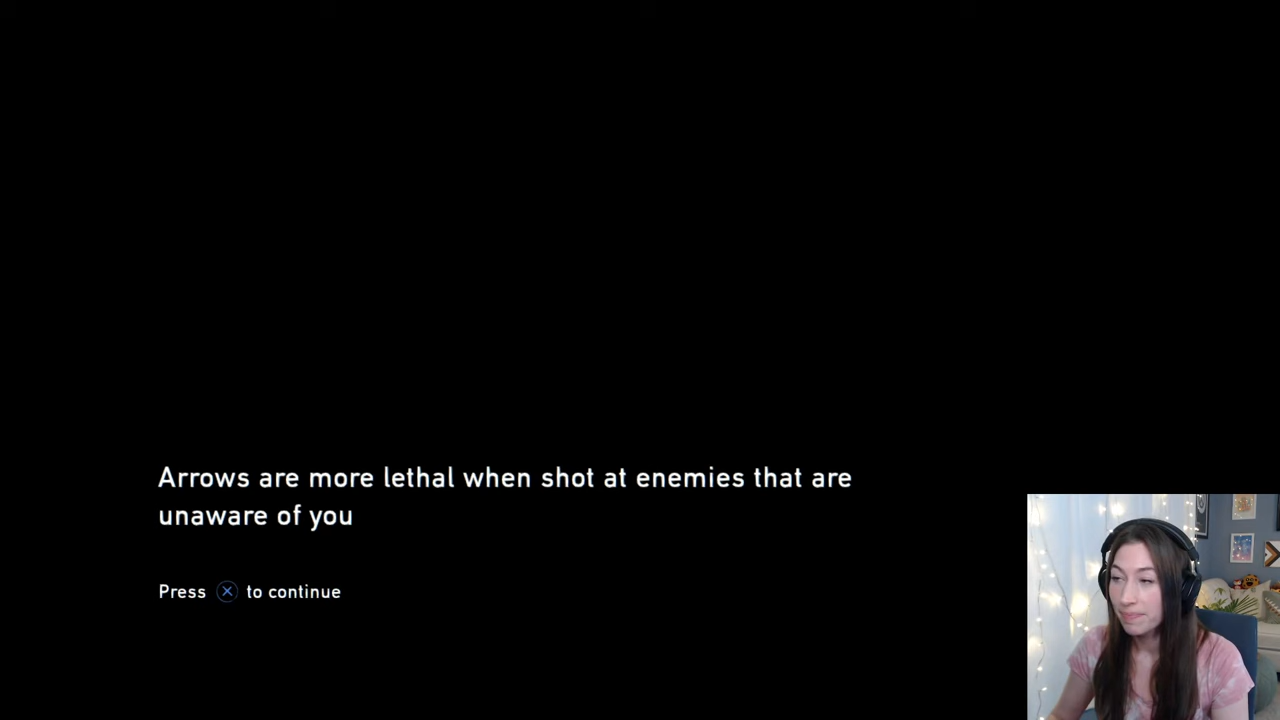 Arrows are more lethal when shot at enemies that are
unaware of you
Press ⓧ to continue